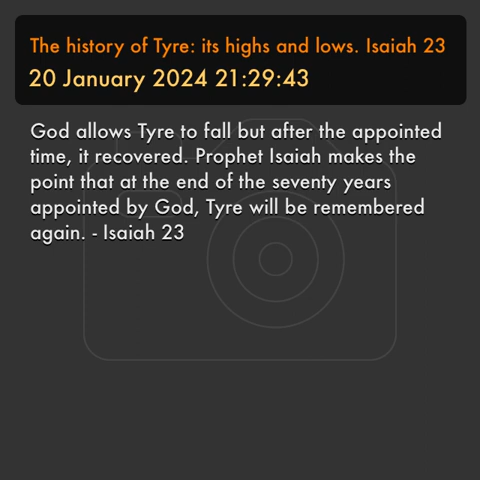 The history of Tyre: its highs and lows. Isaiah 23
20 January 2024 21:29:43
God allows Tyre to fall but after the appointed
time, it recovered. Prophet Isaiah makes the
point that at the end of the seventy years
appointed by God, Tyre will be remembered
again. - Isaiah 23